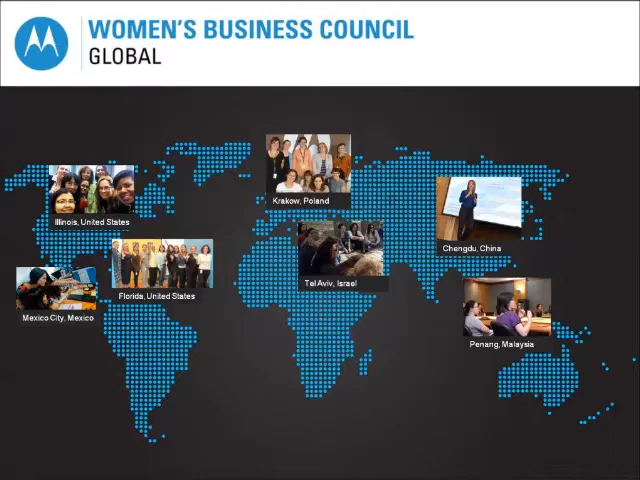 WOMEN'S BUSINESS COUNCIL
GLOBAL
Krakow, Poland
Illinois, United States
Chengdu, China
Tel Aviv, Israel
Florida, United States
Mexico City, Mexico
Penang, Malaysia